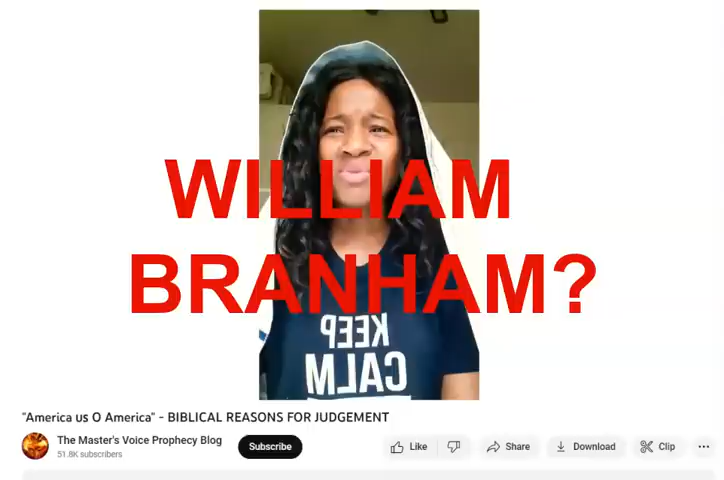 WILLIAM
BRANHAM?
KEEP
CALM
"America us O America" - BIBLICAL REASONS FOR JUDGEMENT
The Master's Voice Prophecy Blog
51.8K subscribers
Subscribe
Like
Share
Download
Clip